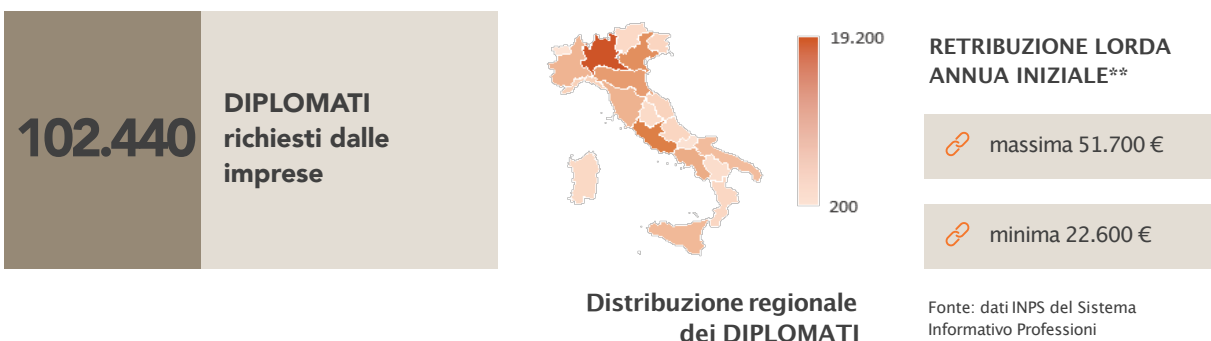 102.440
DIPLOMATI
richiesti dalle
imprese
19.200
200
Distribuzione regionale
dei DIPLOMATI
RETRIBUZIONE LORDA
ANNUA INIZIALE**
massima 51.700 €
minima 22.600 €
Fonte: dati INPS del Sistema
Informativo Professioni